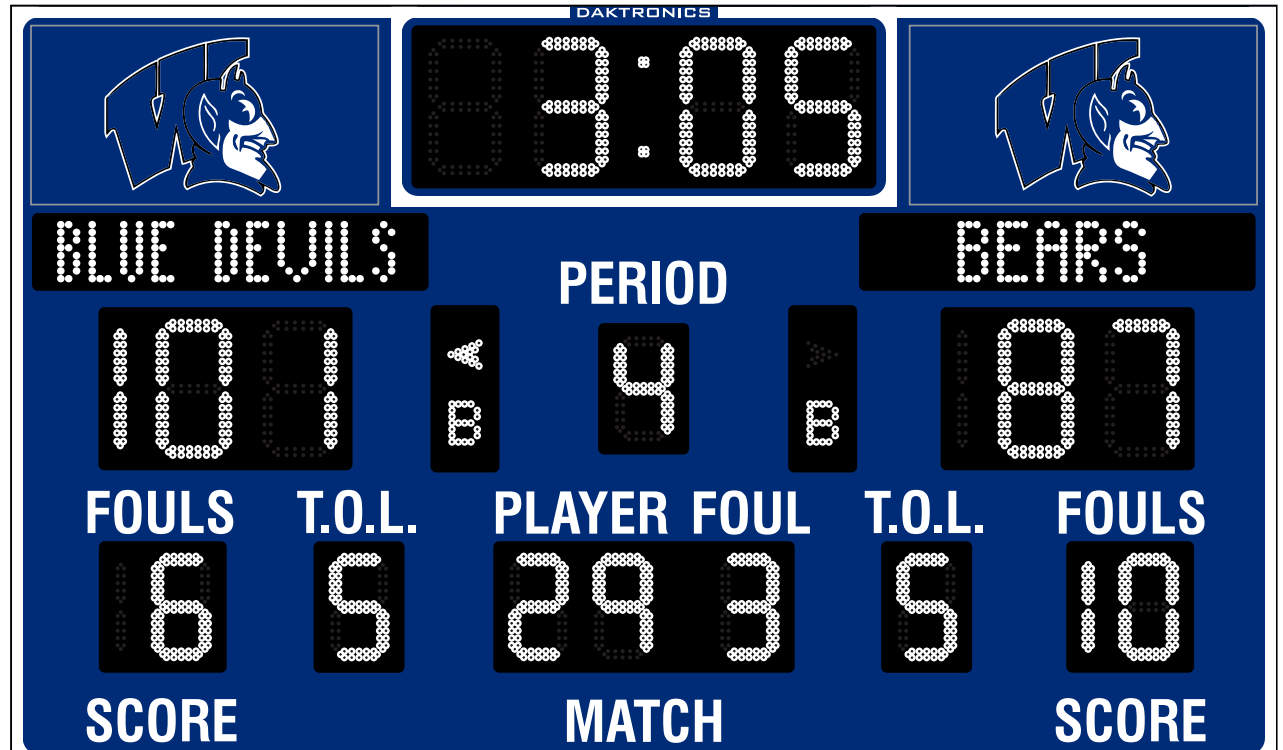 DAKTRONICS
3:05
BLUE DEVILS BEARS
PERIOD
101 B 4 B 87
FOULS T.O.L. PLAYER FOUL T.O.L. FOULS
6 5 29 3 5 10
SCORE MATCH SCORE